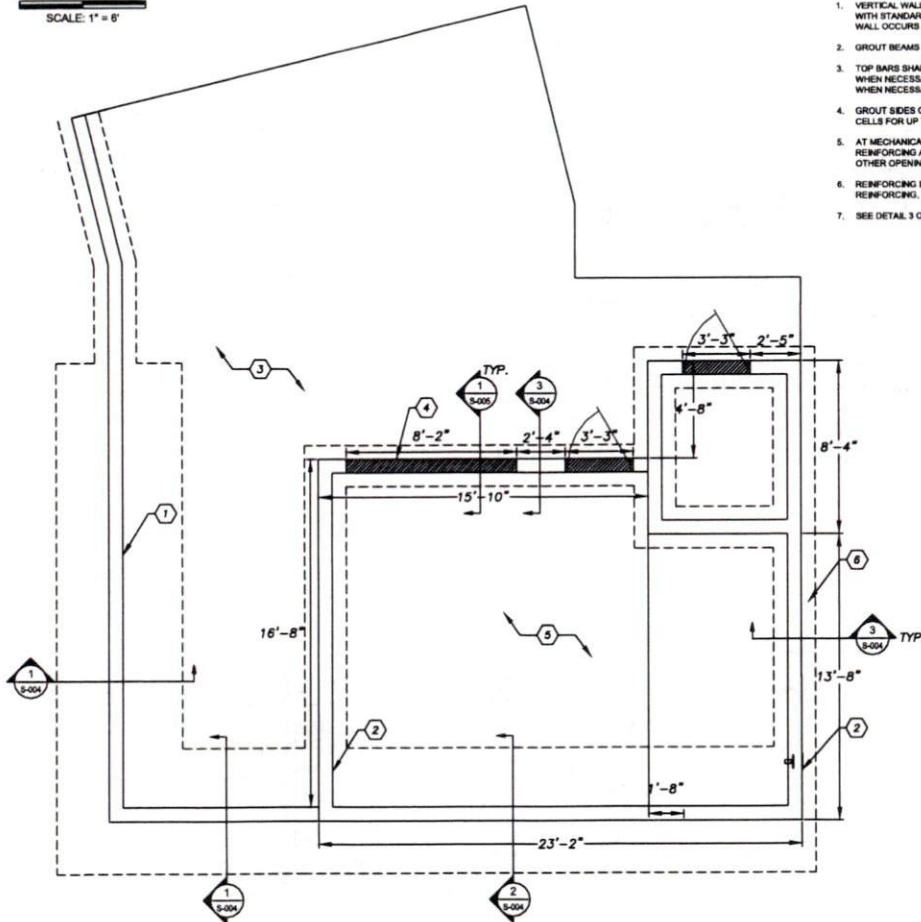 SCALE: 1" = 6'
1. VERTICAL WALL
WITH STANDAR
WALL OCCURS
2. GROUT BEAMS
3. TOP BARS SHAL
WHEN NECESSA
WHEN NECESSA
4. GROUT SIDES O
CELLS FOR UP
5. AT MECHANICA
REINFORCING A
OTHER OPENIN
6. REINFORCING
REINFORCING,
7. SEE DETAIL 3 O
3'-3"
2'-5"
3
TYP.
1
S-005
3
S-004
4
4'-8"
8'-2"
2'-4"
3'-3"
8'-4"
15'-10"
1
6
16'-8"
5
3
S-004
TYP
1
S-004
13'-8"
2
2
1'-8"
23'-2"
1
S-004
2
S-004